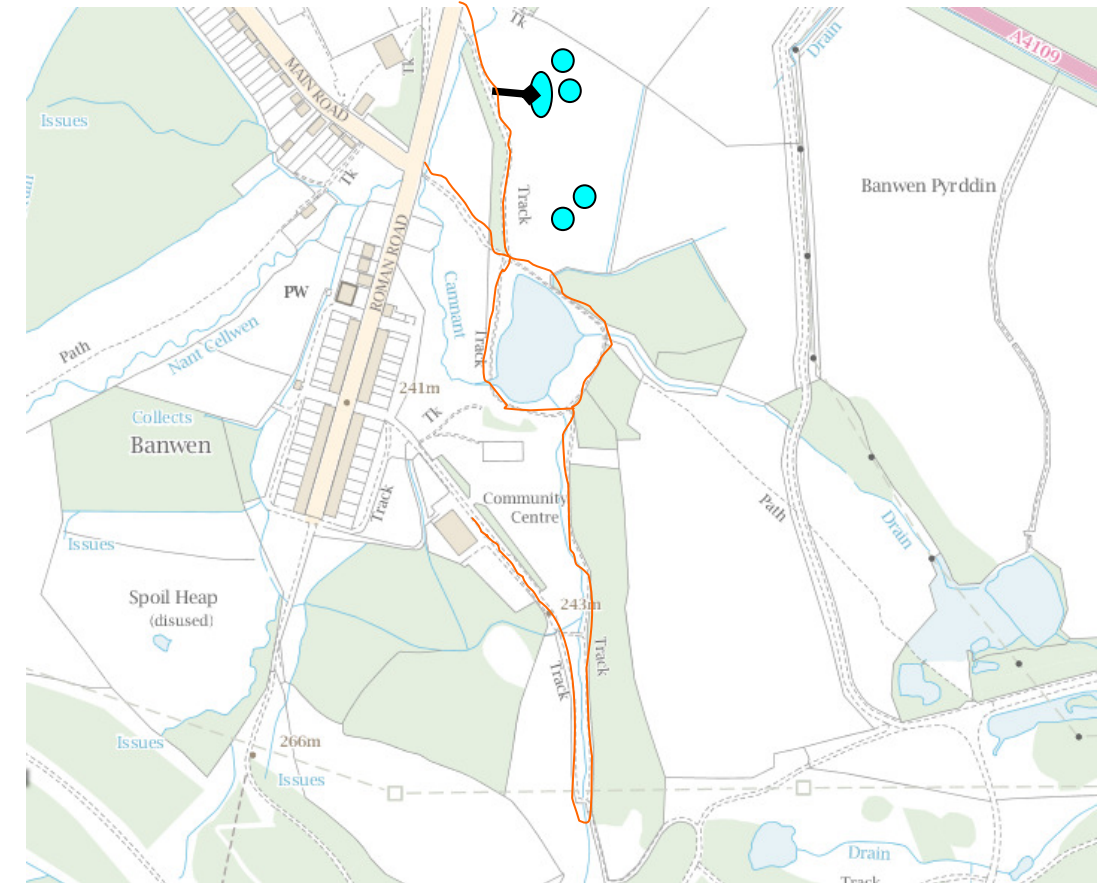 Tk
Drain
A4109
MAIN ROAD
Tk
Issues
Tk
Track
Banwen Pyrddin
ROMAN ROAD
PW
Camnant
Path
Nant Cellwen
Track
241m
Collects
Tk
Banwen
Track
Community
Centre
Path
Drain
Issues
Spoil Heap
(disused)
243m
Track
Track
Issues
266m
Issues
Drain
Track